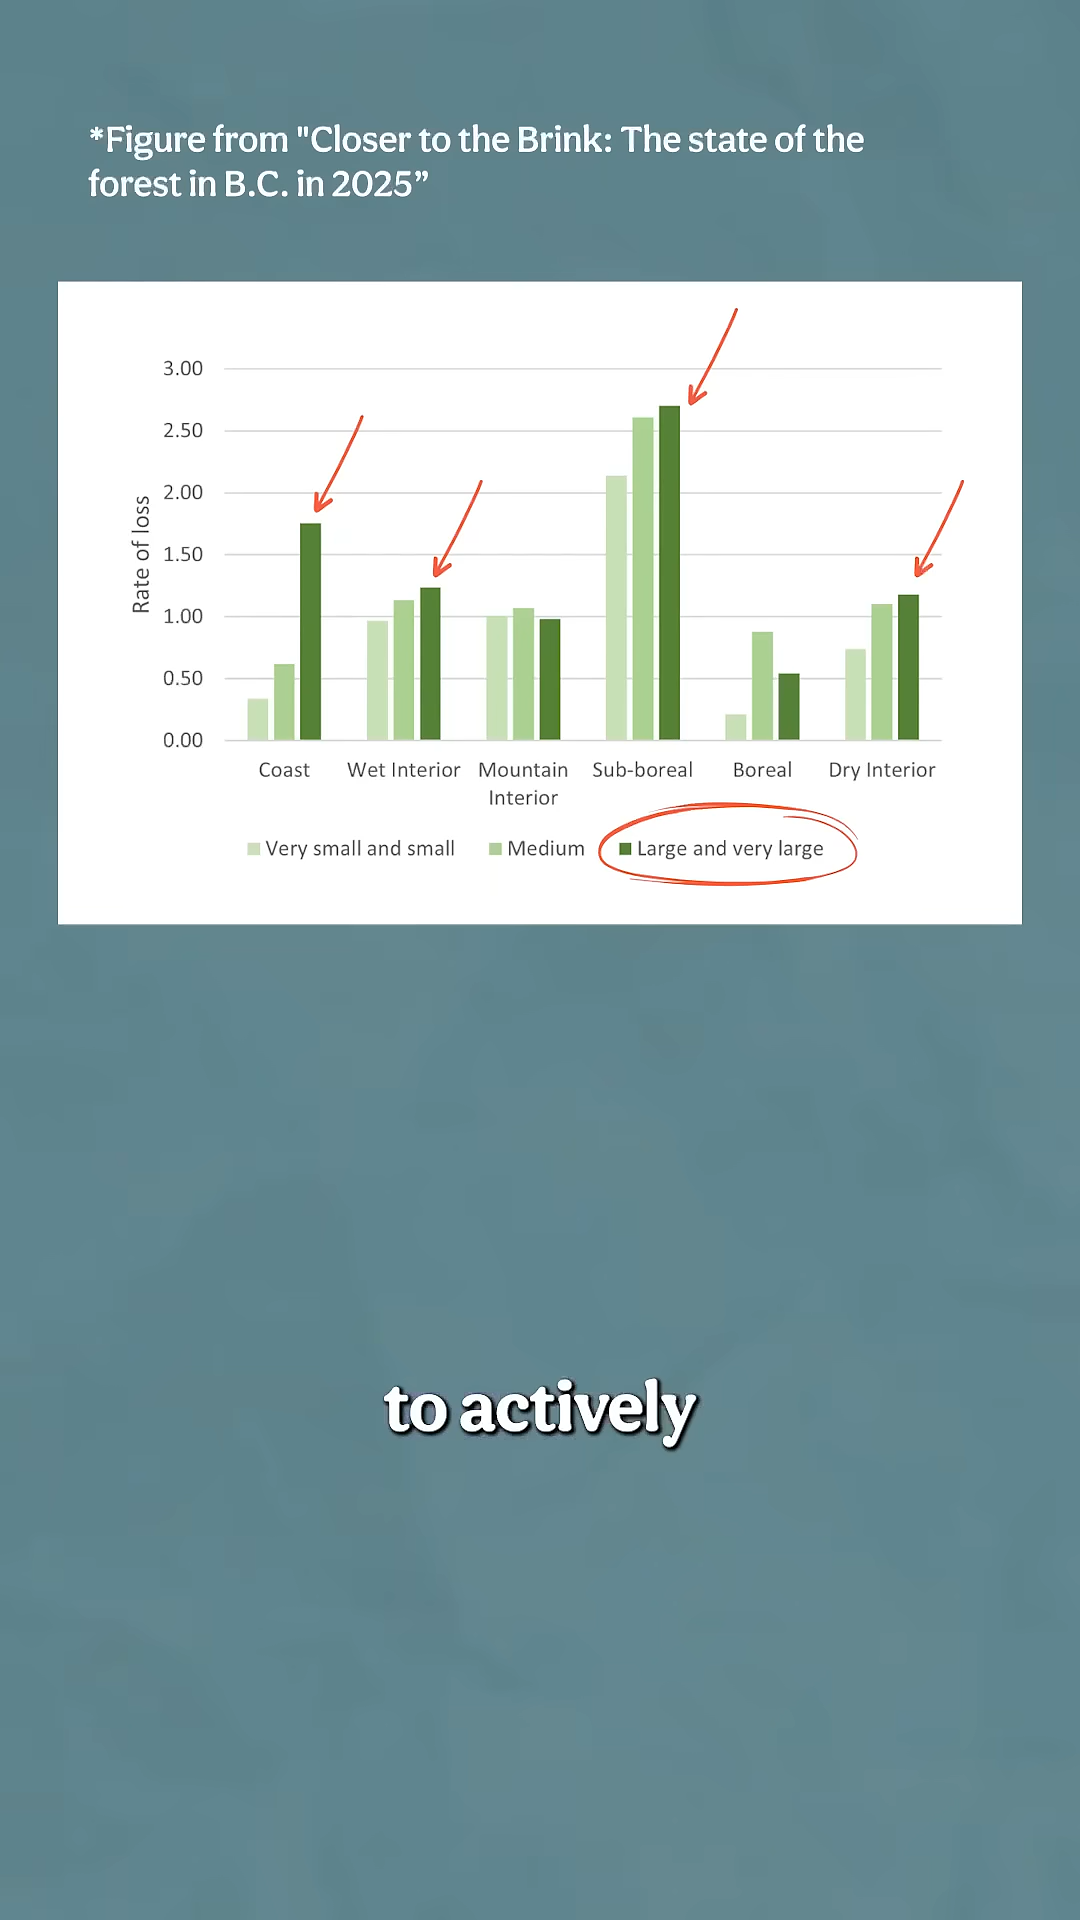 *Figure from "Closer to the Brink: The state of the
forest in B.C. in 2025”
3.00
2.50
2.00
1.50
1.00
0.50
0.00
Rate of loss
Coast
Wet Interior
Mountain
Interior
Sub-boreal
Boreal
Dry Interior
Very small and small
Medium
Large and very large
to actively